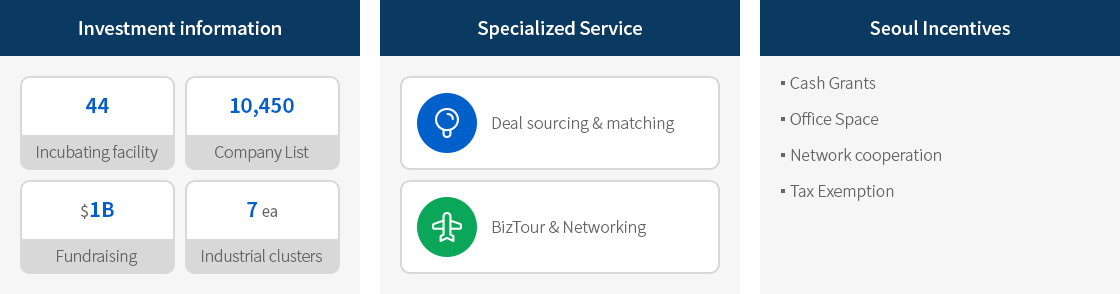 Investment information
44
Incubating facility
10,450
Company List
$1B
Fundraising
7 ea
Industrial clusters
Specialized Service
Deal sourcing & matching
BizTour & Networking
Seoul Incentives
▪ Cash Grants
▪ Office Space
▪ Network cooperation
▪ Tax Exemption